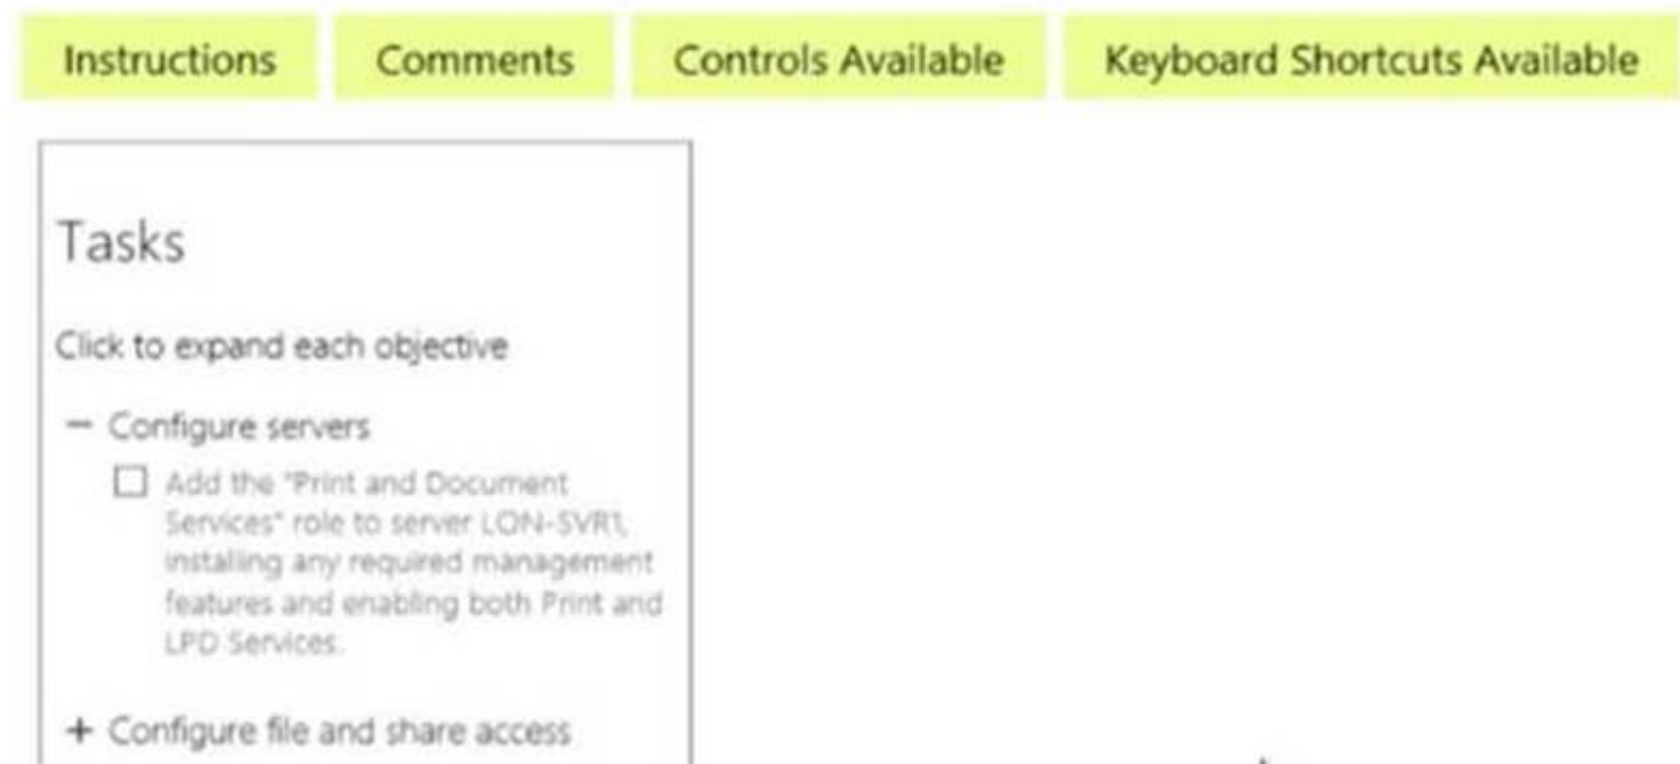 Instructions Comments Controls Available Keyboard Shortcuts Available
Tasks
Click to expand each objective
− Configure servers
Add the "Print and Document
Services" role to server LON-SVR1,
installing any required management
features and enabling both Print and
LPD Services.
+ Configure file and share access